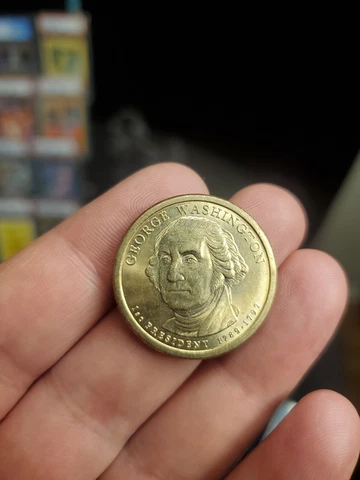 GEORGE WASHINGTON
1st PRESIDENT 1789-1797